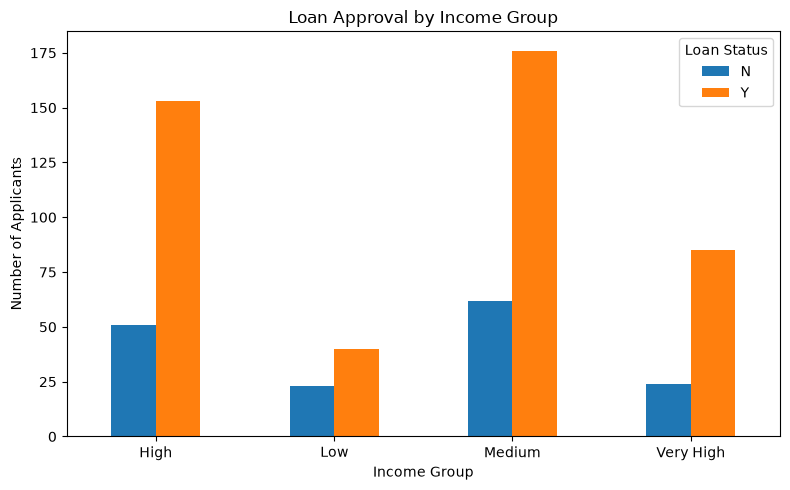 Loan Approval by Income Group
Loan Status
N
Y
175
150
125
100
75
50
25
0
Number of Applicants
High
Low
Medium
Very High
Income Group